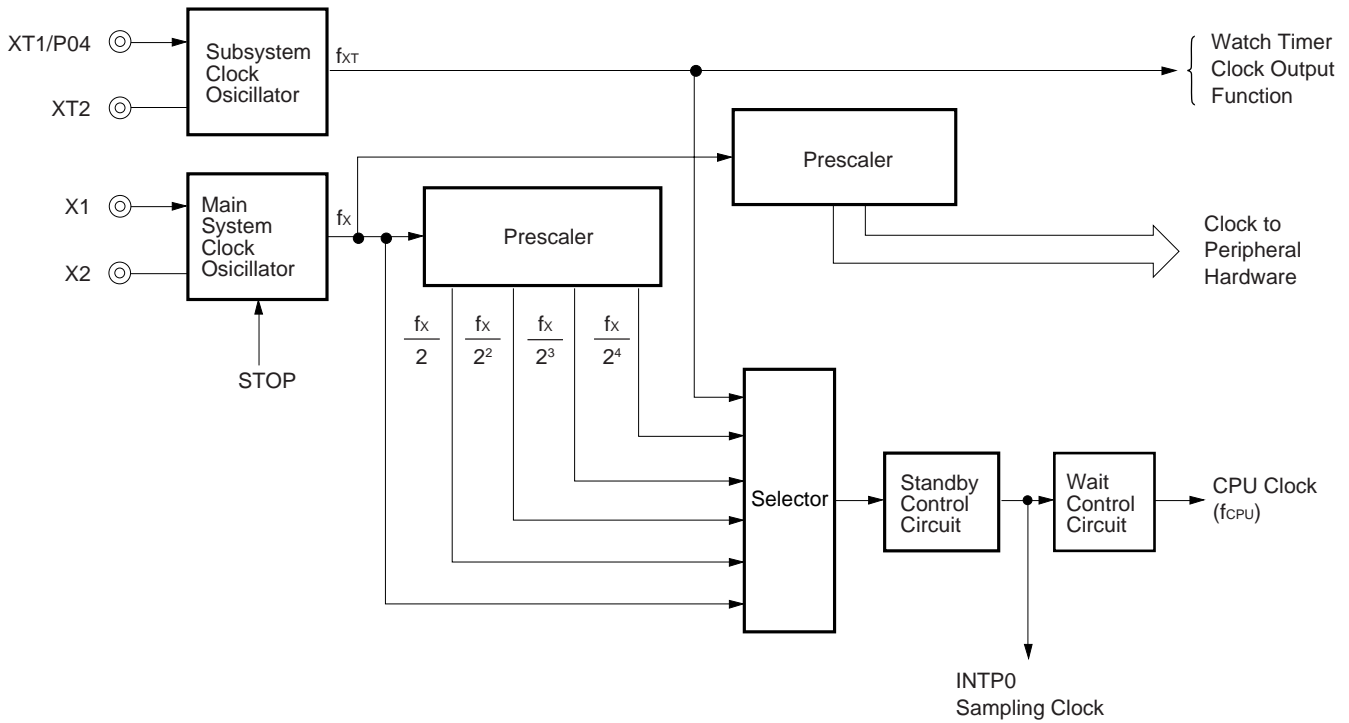 XT1/P04
XT2
Subsystem
Clock
Osicillator
fXT
Watch Timer
Clock Output
Function
X1
X2
Main
System
Clock
Osicillator
fX
STOP
Prescaler
Prescaler
Clock to
Peripheral
Hardware
fX
2
fX
2²
fX
2³
fX
2⁴
Selector
Standby
Control
Circuit
Wait
Control
Circuit
CPU Clock
(fCPU)
INTP0
Sampling Clock